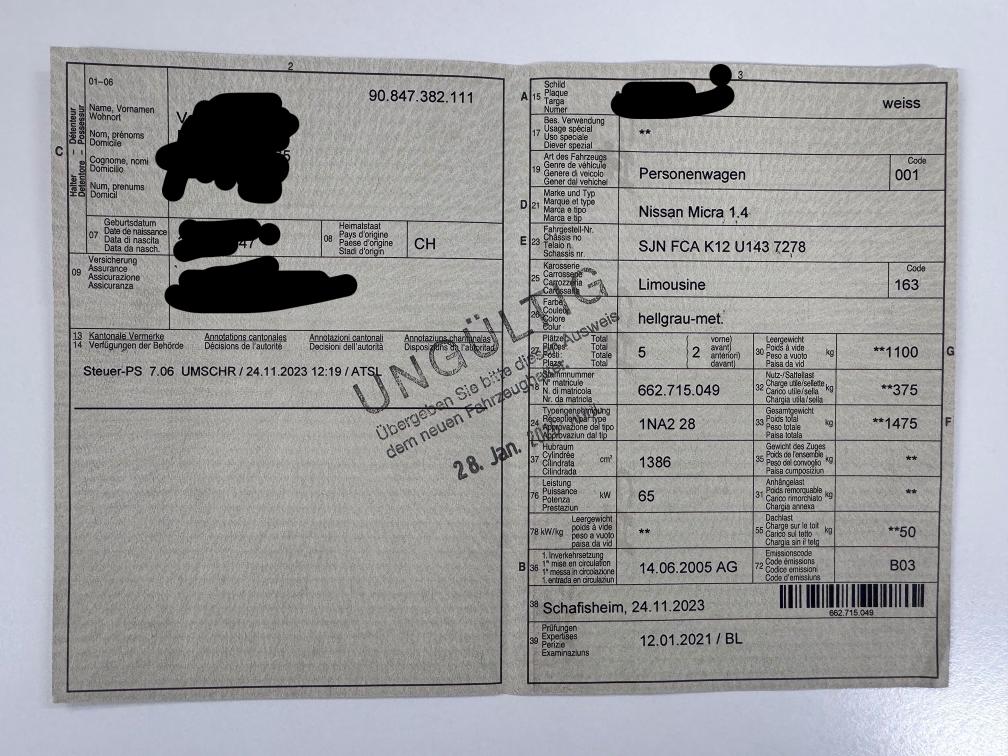 2
01-06
Name, Vornamen
Wohnort
Nom, prénoms
Domicile
Cognome, nomi
Domicilio
Num, prenums
Domicil
90.847.382.111
V
5
C
Halter - Détenteur
Detentore - Possessur
07
Geburtsdatum
Date de naissance
Data di nascita
Data da nasch.
47
08
Heimatstaat
Pays d'origine
Paese d'origine
Stadi d'origin
CH
09
Versicherung
Assurance
Assicurazione
Assicuranza
13 Kantonale Vermerke Annotations cantonales Annotazioni cantonali Annotaziuns chantunalas
14 Verfügungen der Behörde Décisions de l'autorité Decisioni dell'autorità Disposiziuns da l'autoritad
Steuer-PS 7.06 UMSCHR / 24.11.2023 12:19 / ATSL
UNGÜLTIG
Übergeben Sie bitte diesen Ausweis
dem neuen Fahrzeughalter.
28. Jan.
3
A 15
Schild
Plaque
Targa
Numer
weiss
17
Bes. Verwendung
Usage spécial
Uso speciale
Diever spezial
**
19
Art des Fahrzeugs
Genre de véhicule
Genere di veicolo
Gener dal vehichel
Personenwagen
Code
001
D 21
Marke und Typ
Marque et type
Marca e tipo
Marca e tip
Nissan Micra 1.4
E 23
Fahrgestell-Nr.
Châssis no
Telaio n.
Schassis nr.
SJN FCA K12 U143 7278
25
Karosserie
Carrosserie
Carrozzeria
Carossaria
Limousine
Code
163
26
Farbe
Couleur
Colore
Color
hellgrau-met.
27
Plätze Total
Places: Total
Posti: Totale
Plazs: Total
5
2
vorne)
avant)
anteriori)
davant)
30
Leergewicht
Poids à vide
Peso a vuoto
Paisa da vid
kg
**1100
G
18
Stammnummer
N° matricule
N. di matricola
Nr. da matricla
662.715.049
32
Nutz-/Sattellast
Charge utile/sellette
Carico utile/sella
Chargia utila/sella
kg
**375
24
Typengenehmigung
Réception par type
Approvazione del tipo
Approvaziun dal tip
1NA2 28
33
Gesamtgewicht
Poids total
Peso totale
Paisa totala
kg
**1475
F
37
Hubraum
Cylindrée
Cilindrata
Cilindrada
cm³
1386
35
Gewicht des Zuges
Poids de l'ensemble
Peso del convoglio
Paisa cumposiziun
kg
**
76
Leistung
Puissance
Potenza
Prestaziun
kW
65
31
Anhängelast
Poids remorquable
Carico rimorchiato
Chargia annexa
kg
**
78 kW/kg
Leergewicht
poids à vide
peso a vuoto
paisa da vid
**
55
Dachlast
Charge sur le toit
Carico sul tetto
Chargia sin il tetg
kg
**50
B 36
1. Inverkehrsetzung
1re mise en circulation
1a messa in circolazione
1. entrada en circulaziun
14.06.2005 AG
72
Emissionscode
Code émissions
Codice emissioni
Code d'emissiuns
B03
38
Schafisheim, 24.11.2023
662.715.049
39
Prüfungen
Expertises
Perizie
Examinaziuns
12.01.2021 / BL